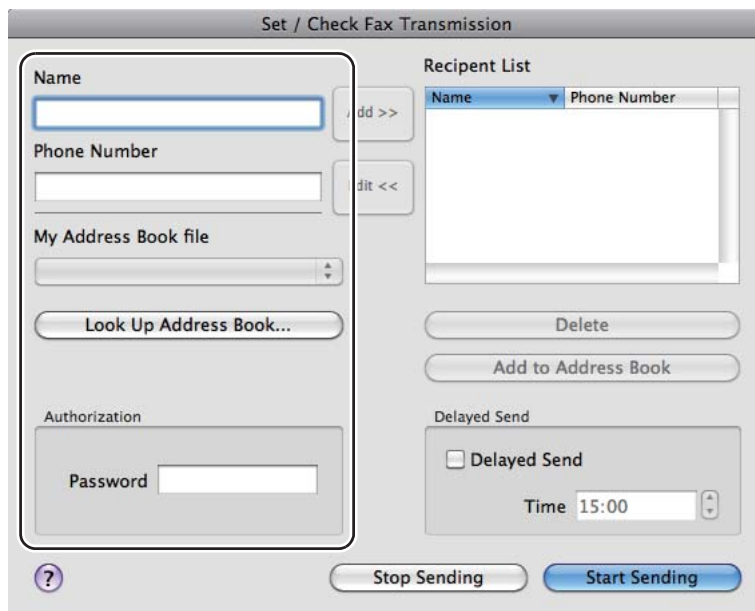 Set / Check Fax Transmission
Name
Add >>
Phone Number
Edit <<
My Address Book file
Look Up Address Book...
Authorization
Password
Recipent List
Name
Phone Number
Delete
Add to Address Book
Delayed Send
Delayed Send
Time 15:00
?
Stop Sending
Start Sending